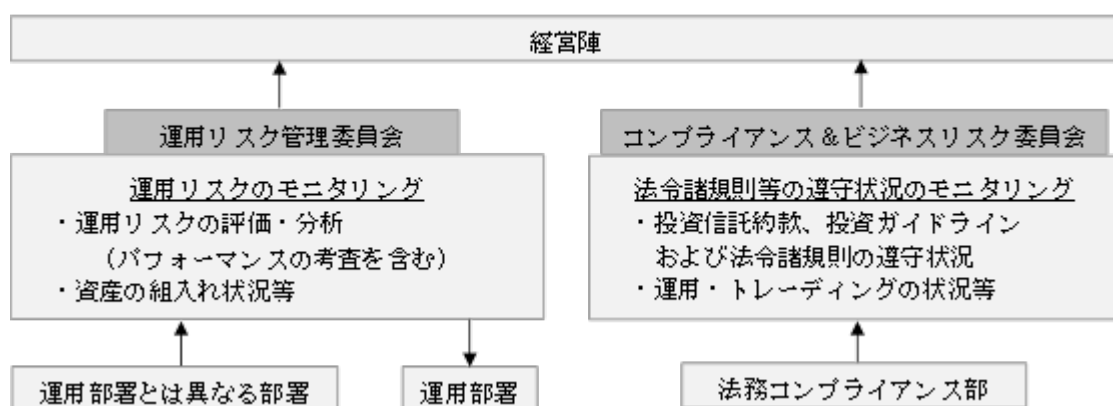 経営陣
運用リスク管理委員会
運用リスクのモニタリング
・運用リスクの評価・分析
（パフォーマンスの考査を含む）
・資産の組入れ状況等
運用部署とは異なる部署
運用部署
コンプライアンス＆ビジネスリスク委員会
法令諸規則等の遵守状況のモニタリング
・投資信託約款、投資ガイドライン
および法令諸規則の遵守状況
・運用・トレーディングの状況等
法務コンプライアンス部